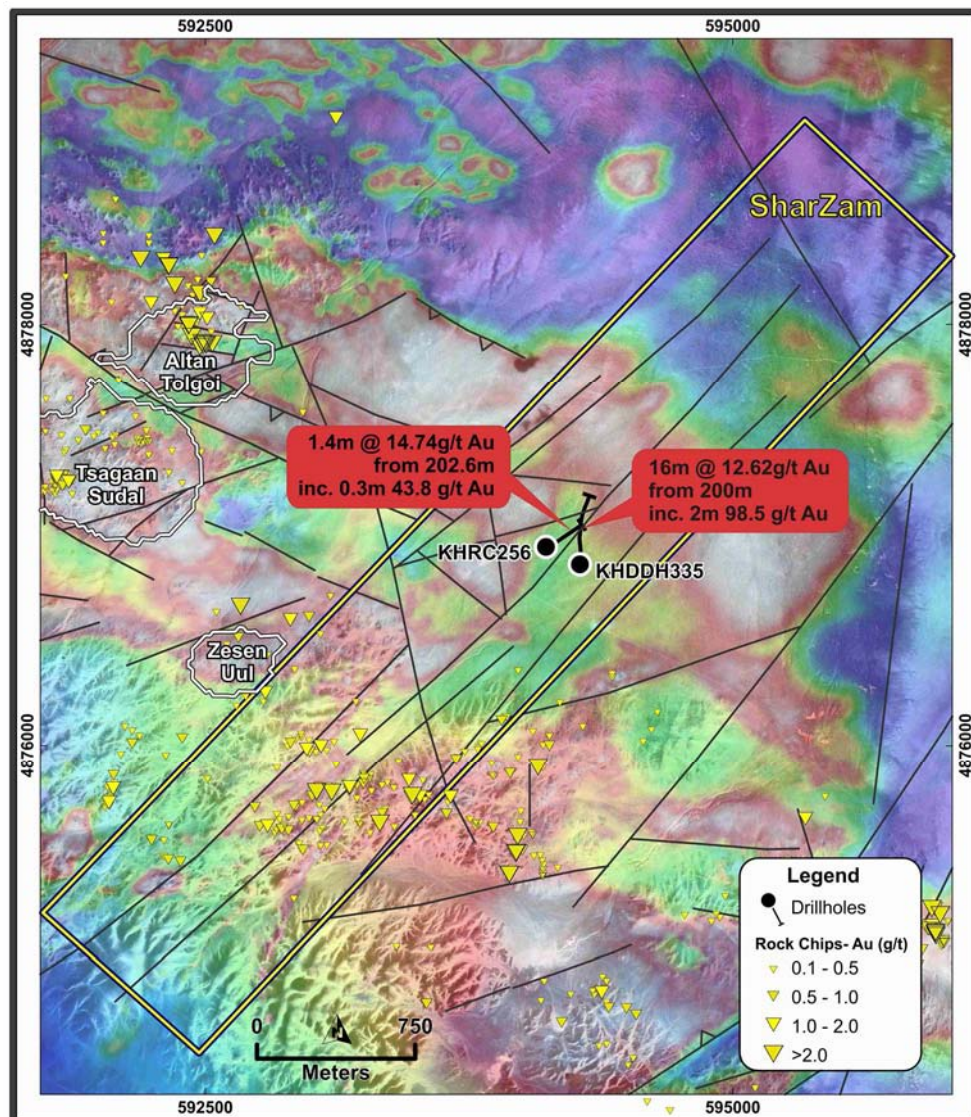 592500
595000
SharZam
4878000
4878000
Altan
Tolgoi
Tsagaan
Sudal
1.4m @ 14.74g/t Au
from 202.6m
inc. 0.3m 43.8 g/t Au
16m @ 12.62g/t Au
from 200m
inc. 2m 98.5 g/t Au
KHRC256
KHDDH335
Zesen
Uul
4876000
4876000
Legend
Drillholes
Rock Chips- Au (g/t)
0.1 - 0.5
0.5 - 1.0
1.0 - 2.0
>2.0
0
N
750
Meters
592500
595000